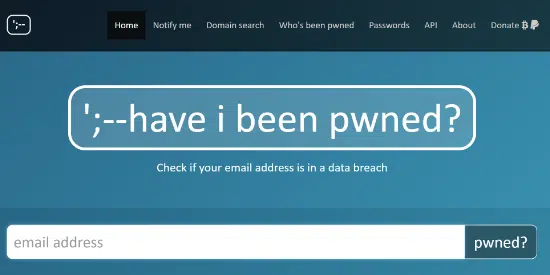 ';--
Home Notify me Domain search Who's been pwned Passwords API About Donate
';--have i been pwned?
Check if your email address is in a data breach
email address pwned?